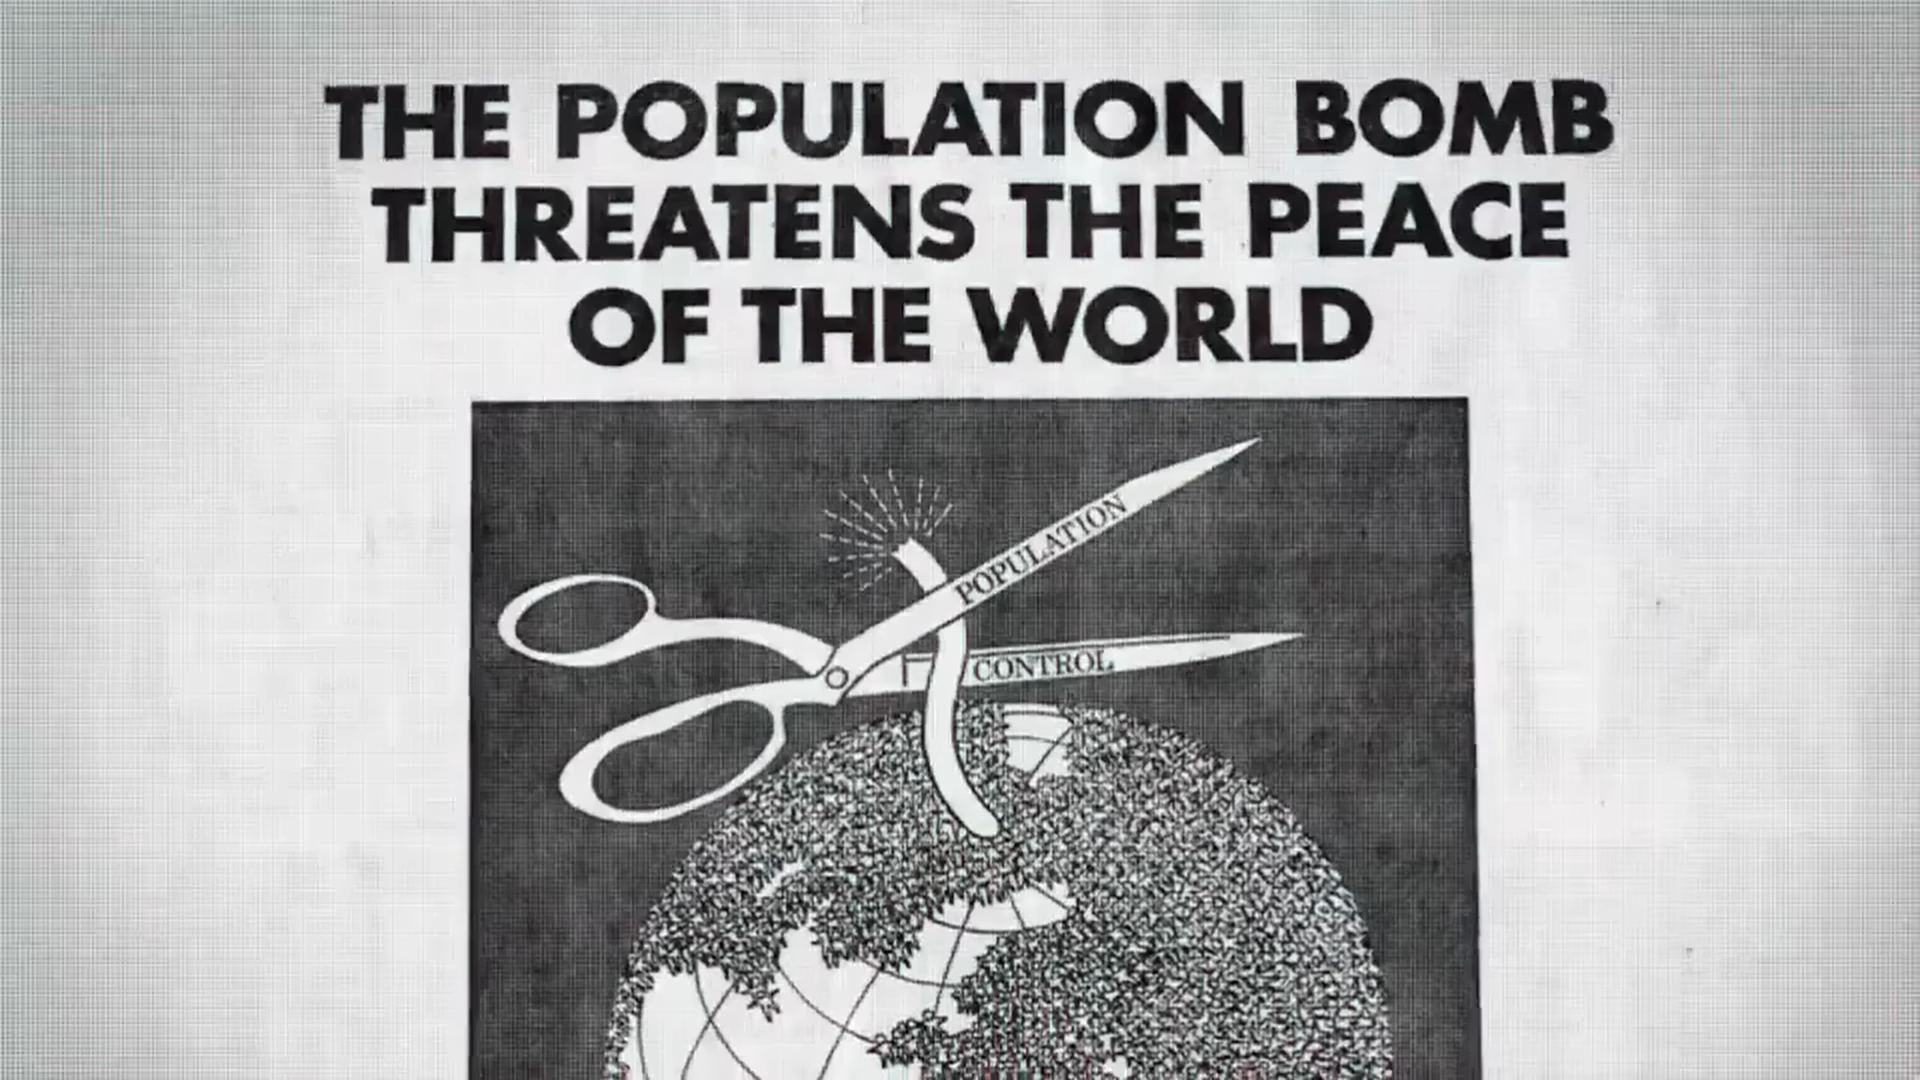 THE POPULATION BOMB
THREATENS THE PEACE
OF THE WORLD
POPULATION
CONTROL